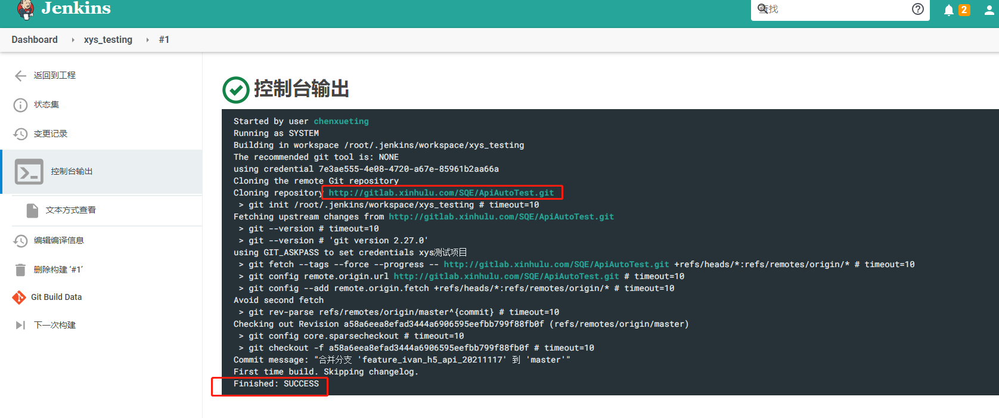 Jenkins
查找
2
Dashboard
xys_testing
#1
返回到工程
状态集
变更记录
控制台输出
文本方式查看
编辑编译信息
删除构建 ‘#1’
Git Build Data
下一次构建
控制台输出
Started by user chenxueting
Running as SYSTEM
Building in workspace /root/.jenkins/workspace/xys_testing
The recommended git tool is: NONE
using credential 7e3ae555-4e08-4720-a67e-85961b2aa66a
Cloning the remote Git repository
Cloning repository http://gitlab.xinhulu.com/SQE/ApiAutoTest.git
> git init /root/.jenkins/workspace/xys_testing # timeout=10
Fetching upstream changes from http://gitlab.xinhulu.com/SQE/ApiAutoTest.git
> git --version # timeout=10
> git --version # 'git version 2.27.0'
using GIT_ASKPASS to set credentials xys测试项目
> git fetch --tags --force --progress -- http://gitlab.xinhulu.com/SQE/ApiAutoTest.git +refs/heads/*:refs/remotes/origin/* # timeout=10
> git config remote.origin.url http://gitlab.xinhulu.com/SQE/ApiAutoTest.git # timeout=10
> git config --add remote.origin.fetch +refs/heads/*:refs/remotes/origin/* # timeout=10
Avoid second fetch
> git rev-parse refs/remotes/origin/master^{commit} # timeout=10
Checking out Revision a58a6eea8efad3444a6906595eefbb799f88fb0f (refs/remotes/origin/master)
> git config core.sparsecheckout # timeout=10
> git checkout -f a58a6eea8efad3444a6906595eefbb799f88fb0f # timeout=10
Commit message: "合并分支 'feature_ivan_h5_api_20211117' 到 'master'"
First time build. Skipping changelog.
Finished: SUCCESS